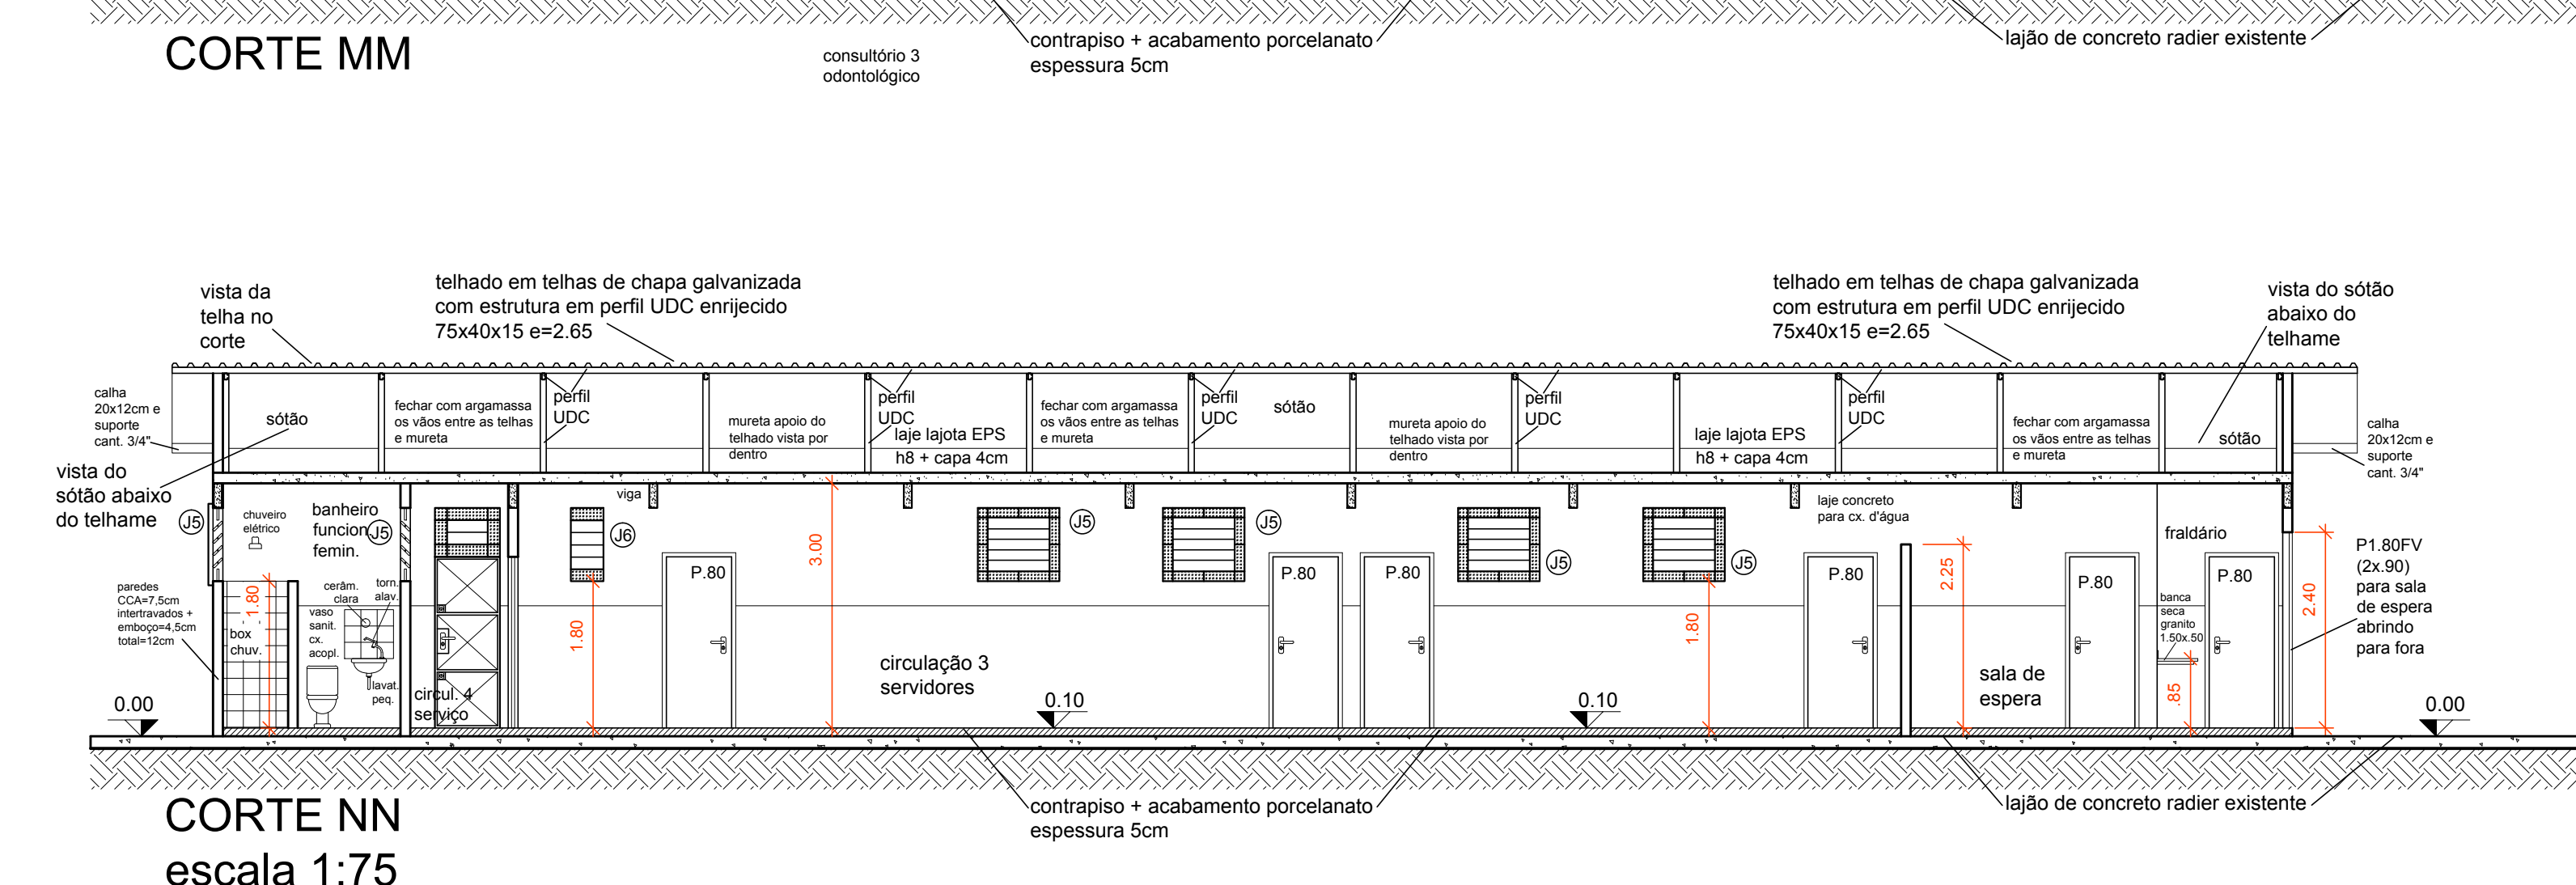 CORTE MM
consultório 3
odontológico
contrapiso + acabamento porcelanato
espessura 5cm
lajão de concreto radier existente
vista da
telha no
corte
telhado em telhas de chapa galvanizada
com estrutura em perfil UDC enrijecido
75x40x15 e=2.65
telhado em telhas de chapa galvanizada
com estrutura em perfil UDC enrijecido
75x40x15 e=2.65
vista do sótão
abaixo do
telhame
calha
20x12cm e
suporte
cant. 3/4"
sótão
fechar com argamassa
os vãos entre as telhas
e mureta
perfil
UDC
mureta apoio do
telhado vista por
dentro
perfil
UDC
laje lajota EPS
h8 + capa 4cm
fechar com argamassa
os vãos entre as telhas
e mureta
perfil
UDC
sótão
mureta apoio do
telhado vista por
dentro
perfil
UDC
laje lajota EPS
h8 + capa 4cm
perfil
UDC
fechar com argamassa
os vãos entre as telhas
e mureta
sótão
calha
20x12cm e
suporte
cant. 3/4"
vista do
sótão abaixo
do telhame
J5
chuveiro
elétrico
banheiro
funcion.
femin.
J5
viga
J6
3.00
J5
J5
J5
J5
laje concreto
para cx. d'água
fraldário
P1.80FV
(2x.90)
para sala
de espera
abrindo
para fora
paredes
CCA=7,5cm
intertravados +
emboço=4,5cm
total=12cm
1.80
box
chuv.
cerâm.
clara
torn.
alav.
vaso
sanit.
cx.
acopl.
lavat.
peq.
circul. 4
serviço
1.80
P.80
circulação 3
servidores
P.80
P.80
1.80
P.80
2.25
sala de
espera
P.80
banca
seca
granito
1.50x.50
.85
P.80
2.40
0.00
0.10
0.10
0.00
contrapiso + acabamento porcelanato
espessura 5cm
lajão de concreto radier existente
CORTE NN
escala 1:75